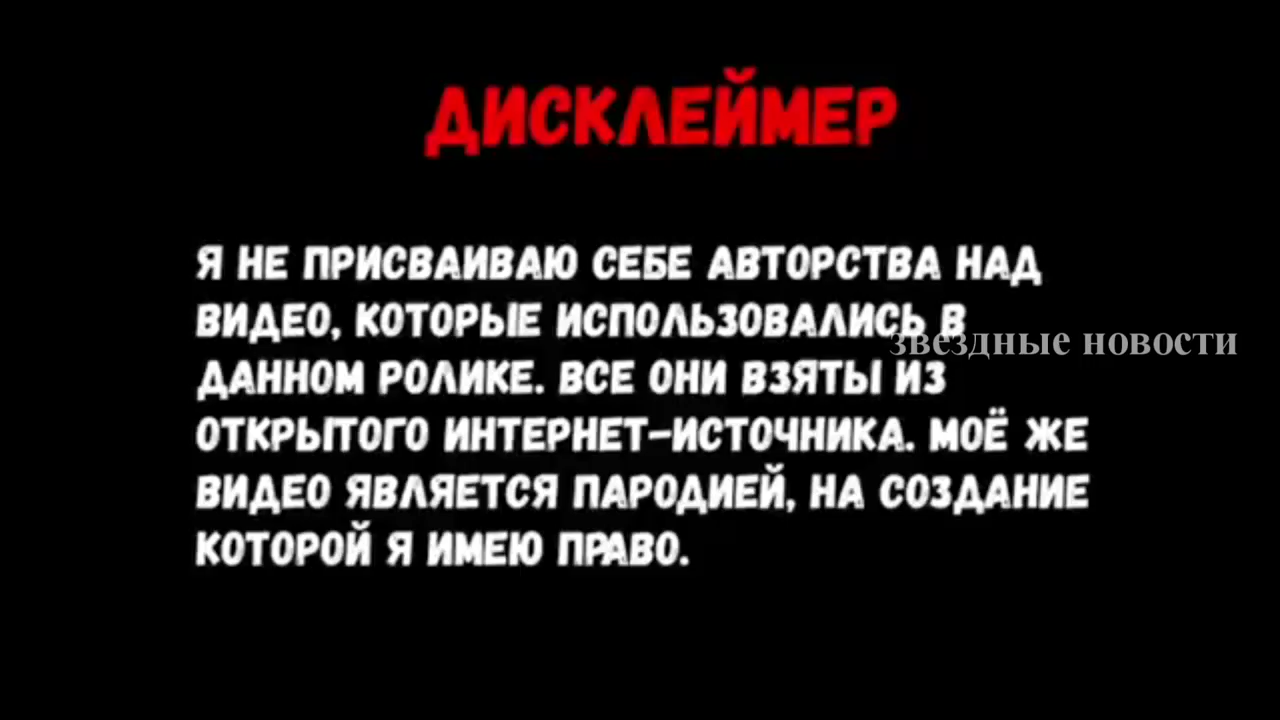 ДИСКЛЕЙМЕР
Я НЕ ПРИСВАИВАЮ СЕБЕ АВТОРСТВА НАД
ВИДЕО, КОТОРЫЕ ИСПОЛЬЗОВАЛИСЬ В
звездные новости
ДАННОМ РОЛИКЕ. ВСЕ ОНИ ВЗЯТЫ ИЗ
ОТКРЫТОГО ИНТЕРНЕТ-ИСТОЧНИКА. МОЁ ЖЕ
ВИДЕО ЯВЛЯЕТСЯ ПАРОДИЕЙ, НА СОЗДАНИЕ
КОТОРОЙ Я ИМЕЮ ПРАВО.